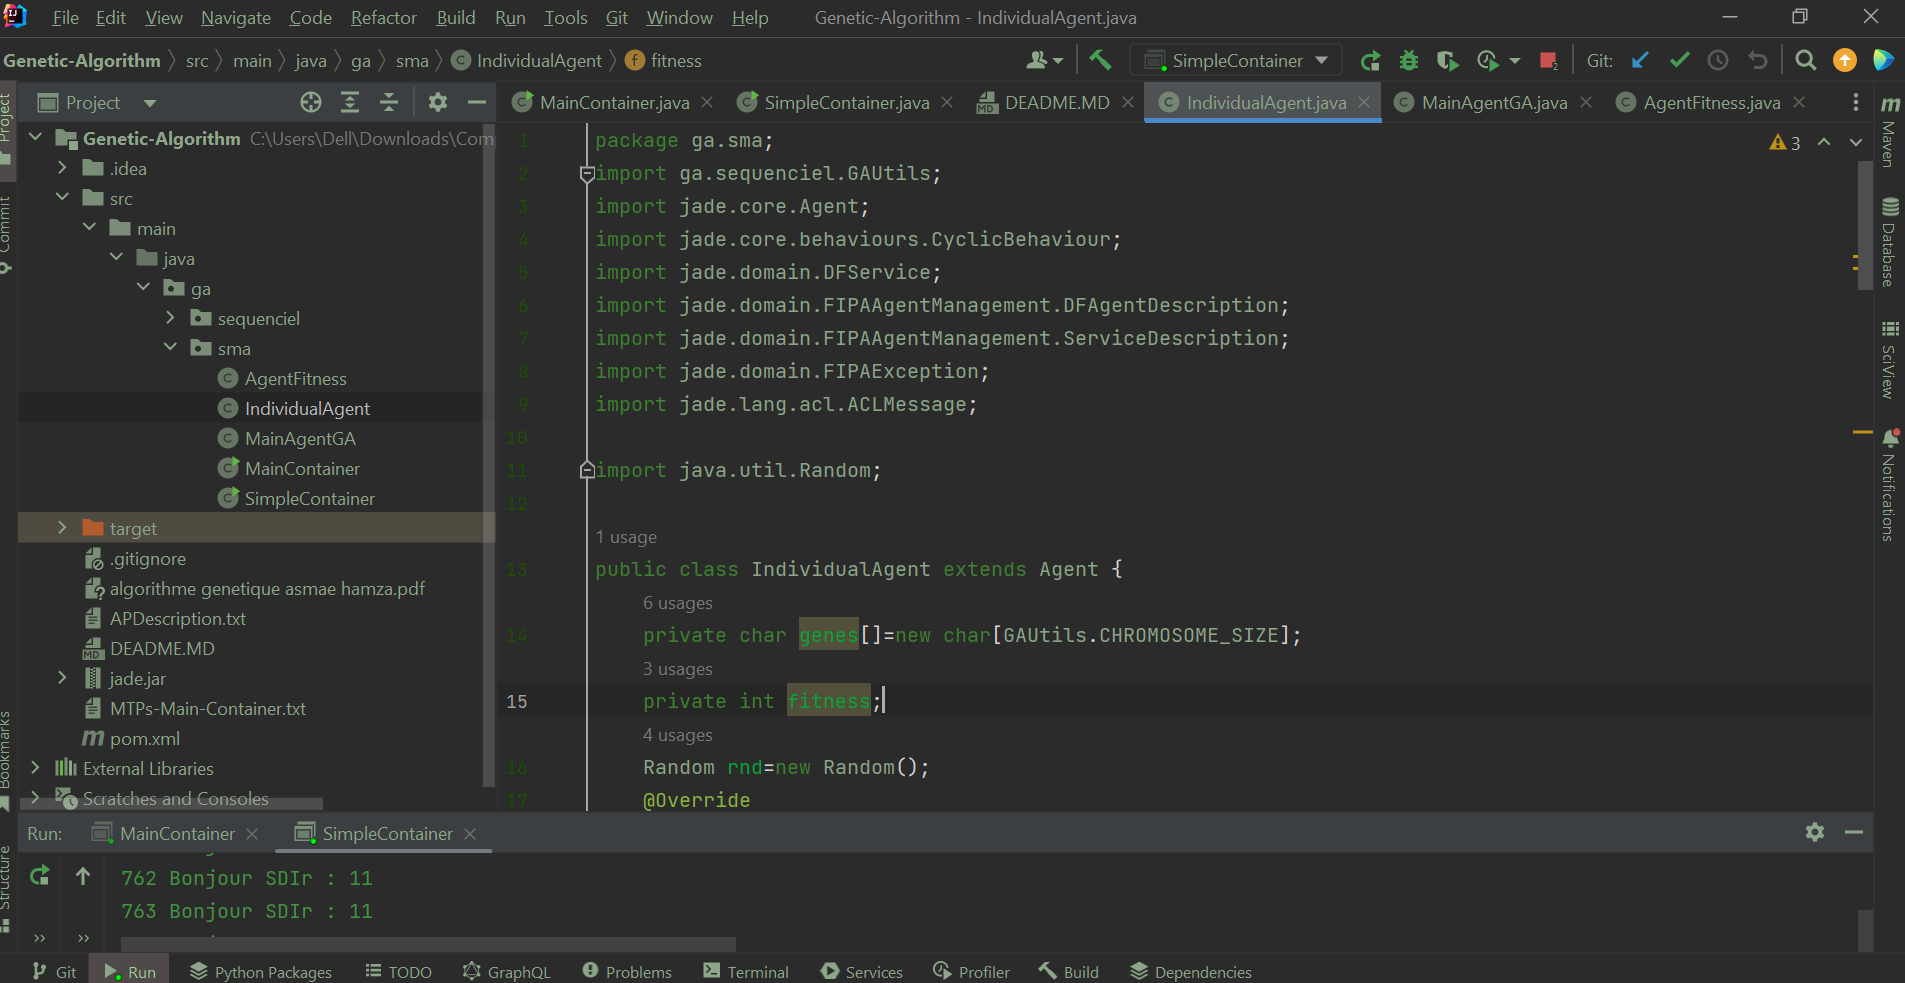 File Edit View Navigate Code Refactor Build Run Tools Git Window Help Genetic-Algorithm - IndividualAgent.java
Genetic-Algorithm src main java ga sma IndividualAgent fitness SimpleContainer Git:
Project
MainContainer.java SimpleContainer.java DEADME.MD IndividualAgent.java MainAgentGA.java AgentFitness.java
Project
Commit
Bookmarks
Structure
Genetic-Algorithm C:\Users\Dell\Downloads\Com
.idea
src
main
java
ga
sequenciel
sma
AgentFitness
IndividualAgent
MainAgentGA
MainContainer
SimpleContainer
target
.gitignore
algorithme genetique asmae hamza.pdf
APDescription.txt
DEADME.MD
jade.jar
MTPs-Main-Container.txt
pom.xml
External Libraries
Scratches and Consoles
3
1 package ga.sma;
2 import ga.sequenciel.GAUtils;
3 import jade.core.Agent;
4 import jade.core.behaviours.CyclicBehaviour;
5 import jade.domain.DFService;
6 import jade.domain.FIPAAgentManagement.DFAgentDescription;
7 import jade.domain.FIPAAgentManagement.ServiceDescription;
8 import jade.domain.FIPAException;
9 import jade.lang.acl.ACLMessage;
10
11 import java.util.Random;
12
1 usage
13 public class IndividualAgent extends Agent {
6 usages
14 private char genes[]=new char[GAUtils.CHROMOSOME_SIZE];
3 usages
15 private int fitness;
4 usages
16 Random rnd=new Random();
17 @Override
Maven
Database
SciView
Notifications
Run: MainContainer SimpleContainer
762 Bonjour SDIr : 11
763 Bonjour SDIr : 11
Git Run Python Packages TODO GraphQL Problems Terminal Services Profiler Build Dependencies